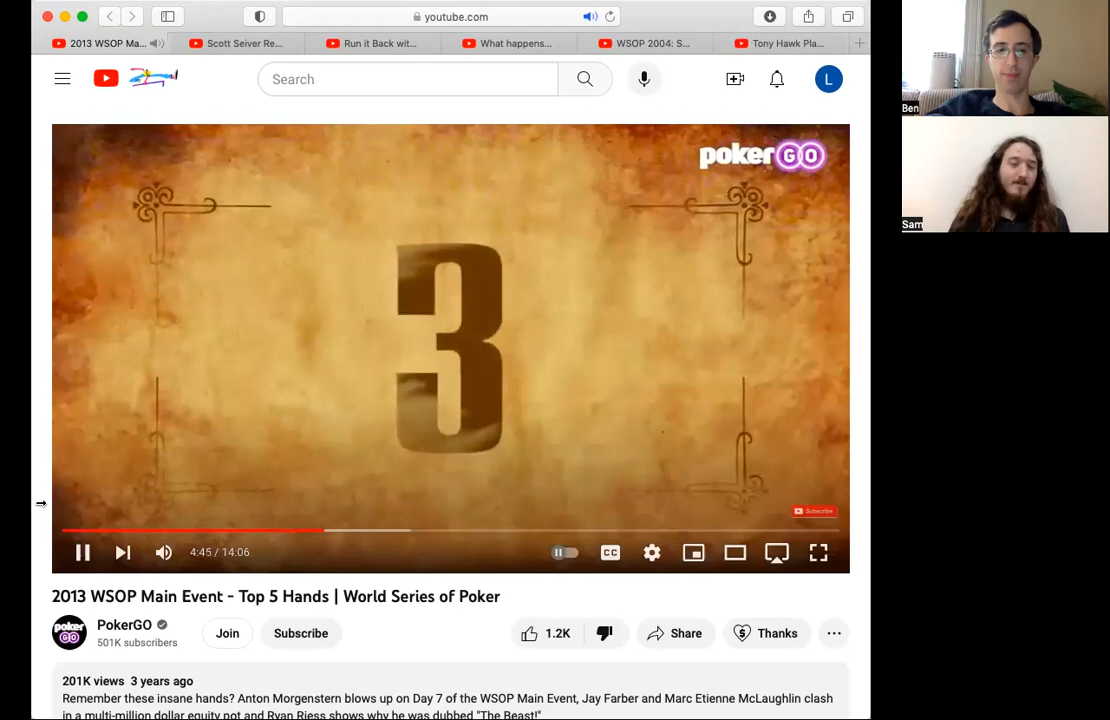 youtube.com
2013 WSOP Ma...
Scott Seiver Re...
Run it Back wit...
What happens...
WSOP 2004: S...
Tony Hawk Pla...
Search
L
pokerGO
3
Subscribe
4:45 / 14:06
CC
2013 WSOP Main Event - Top 5 Hands | World Series of Poker
poker GO
PokerGO
501K subscribers
Join
Subscribe
1.2K
Share
Thanks
201K views 3 years ago
Remember these insane hands? Anton Morgenstern blows up on Day 7 of the WSOP Main Event, Jay Farber and Marc Etienne McLaughlin clash
in a multi-million dollar equity pot and Ryan Riess shows why he was dubbed "The Beast!"
Ben
Sam